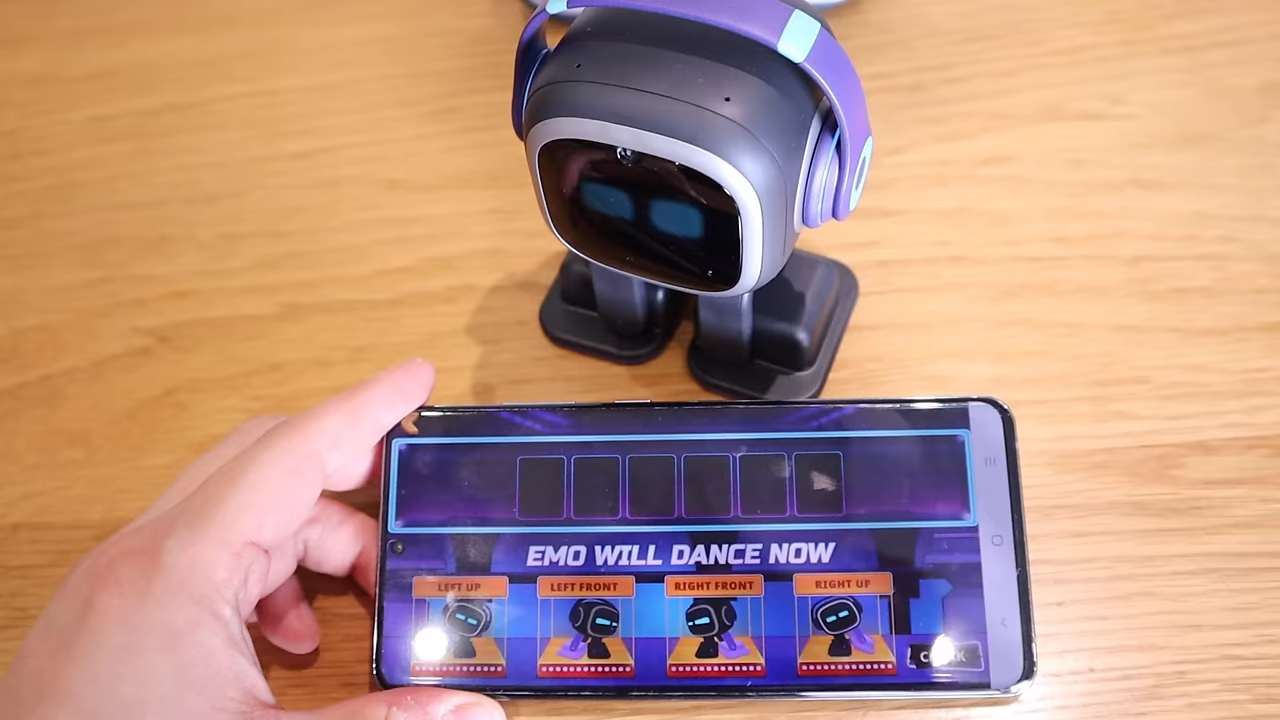 EMO WILL DANCE NOW
LEFT UP
LEFT FRONT
RIGHT FRONT
RIGHT UP